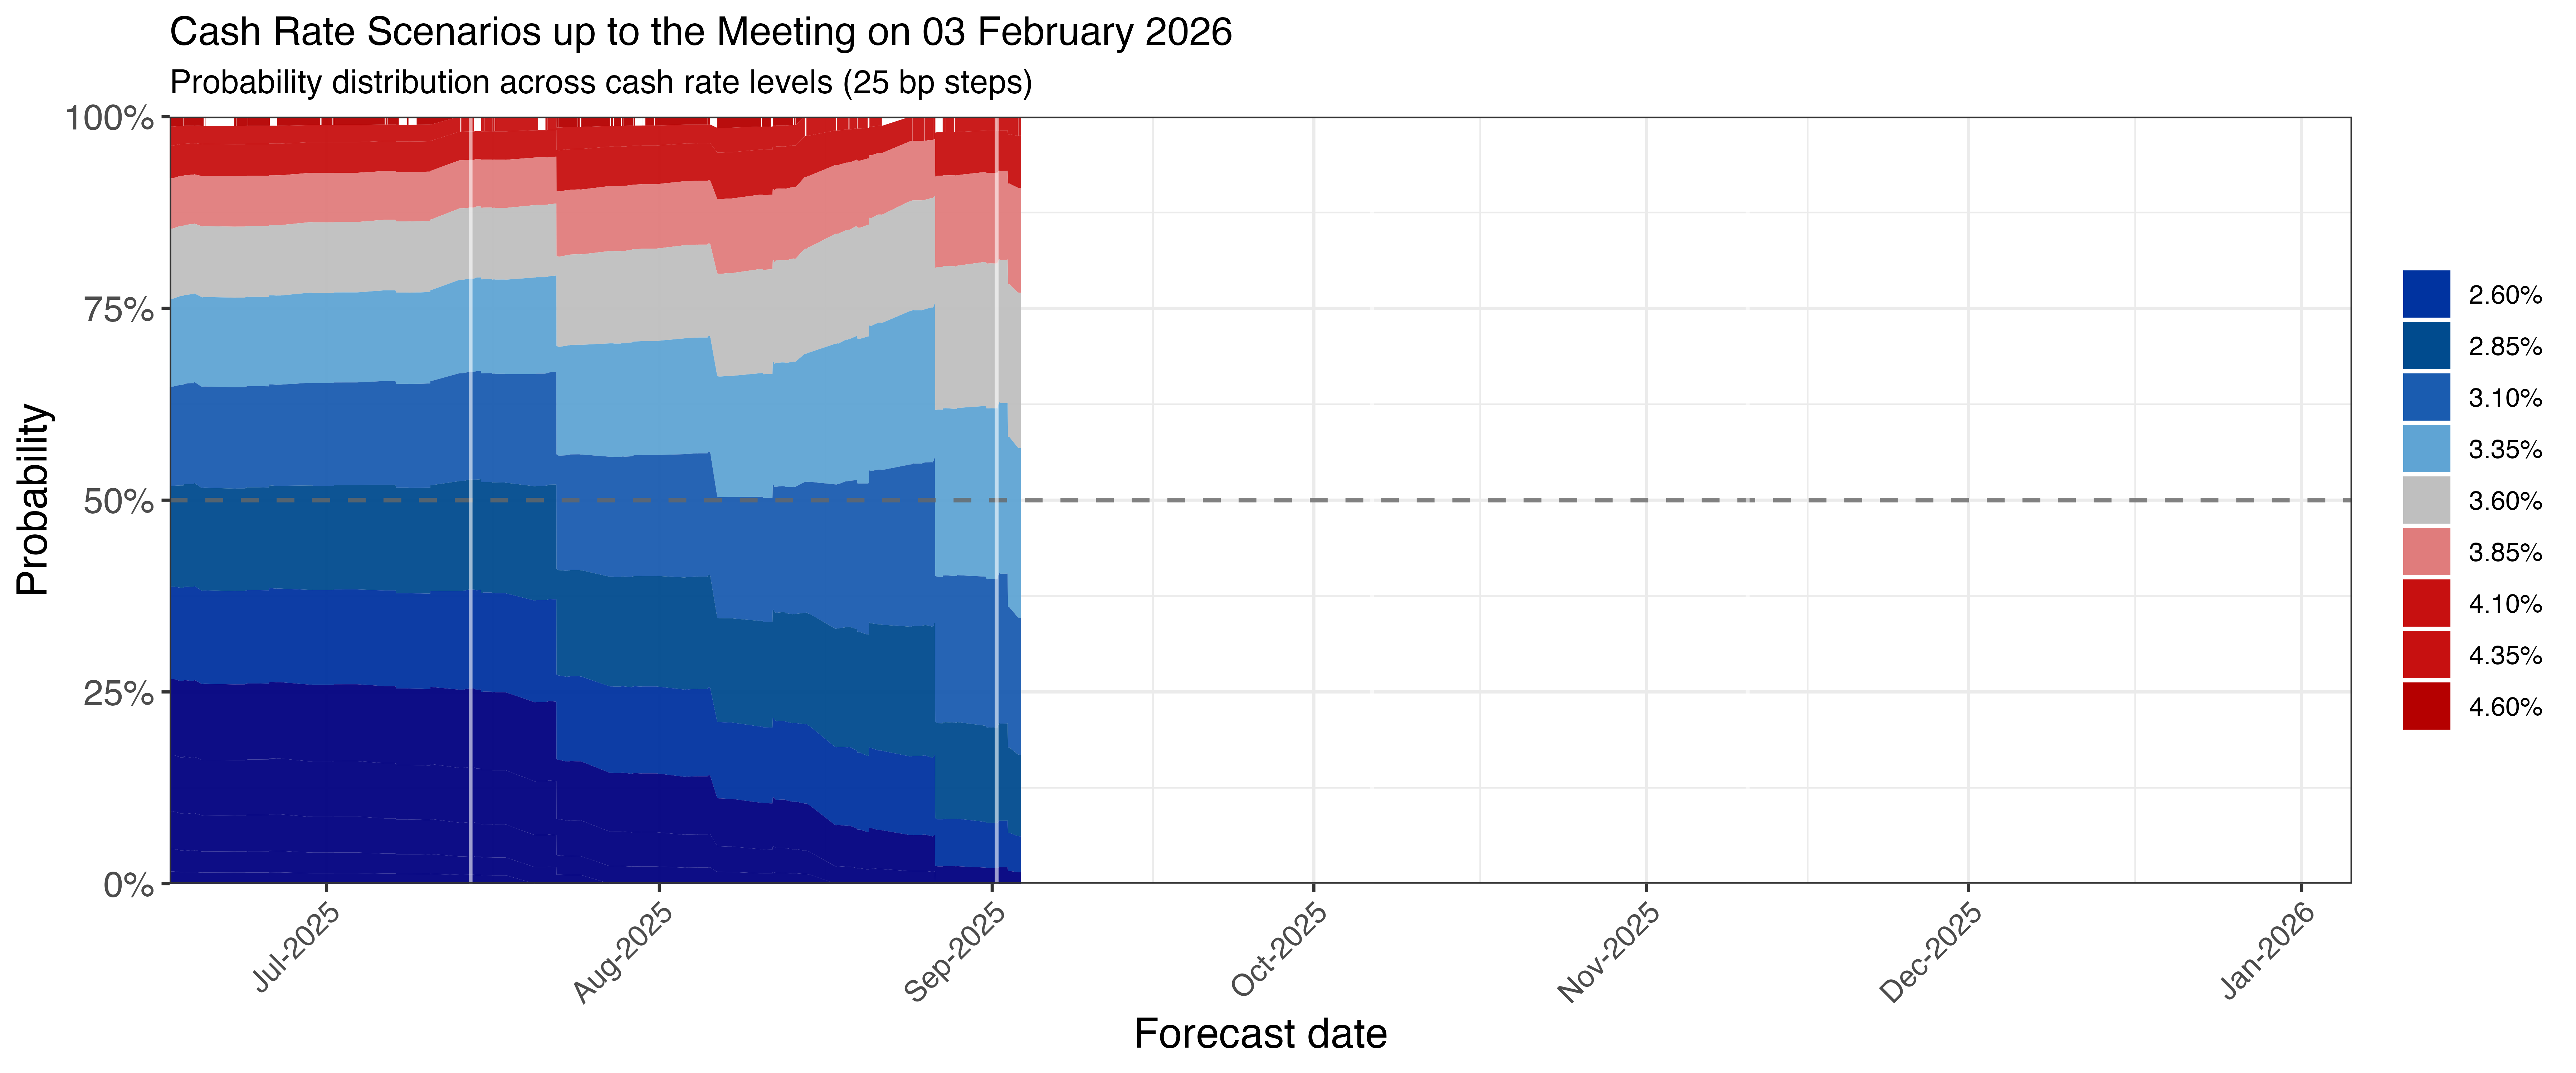 Cash Rate Scenarios up to the Meeting on 03 February 2026
Probability distribution across cash rate levels (25 bp steps)
Probability
100%
75%
50%
25%
0%
Jul-2025
Aug-2025
Sep-2025
Oct-2025
Nov-2025
Dec-2025
Jan-2026
Forecast date
2.60%
2.85%
3.10%
3.35%
3.60%
3.85%
4.10%
4.35%
4.60%